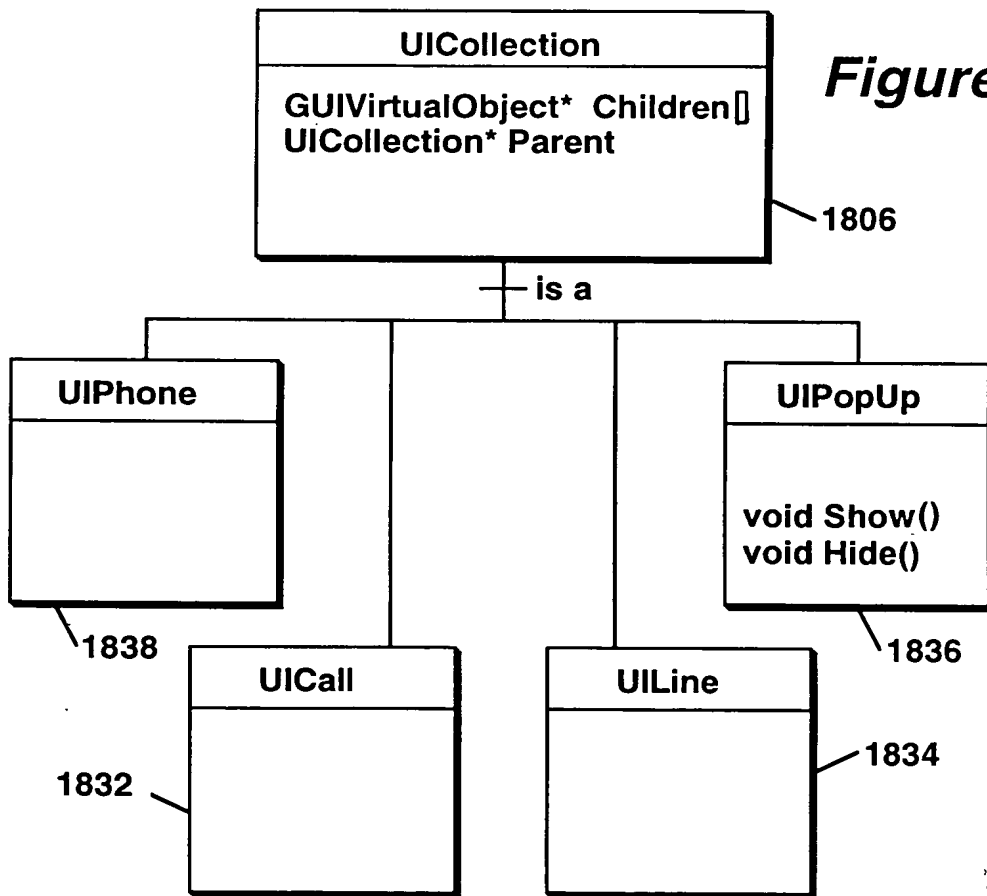 UICollection
Figure
GUIVirtualObject* Children[]
UICollection* Parent
1806
is a
UIPhone
UIPopUp
void Show()
void Hide()
1838
1836
UICall
UILine
1834
1832